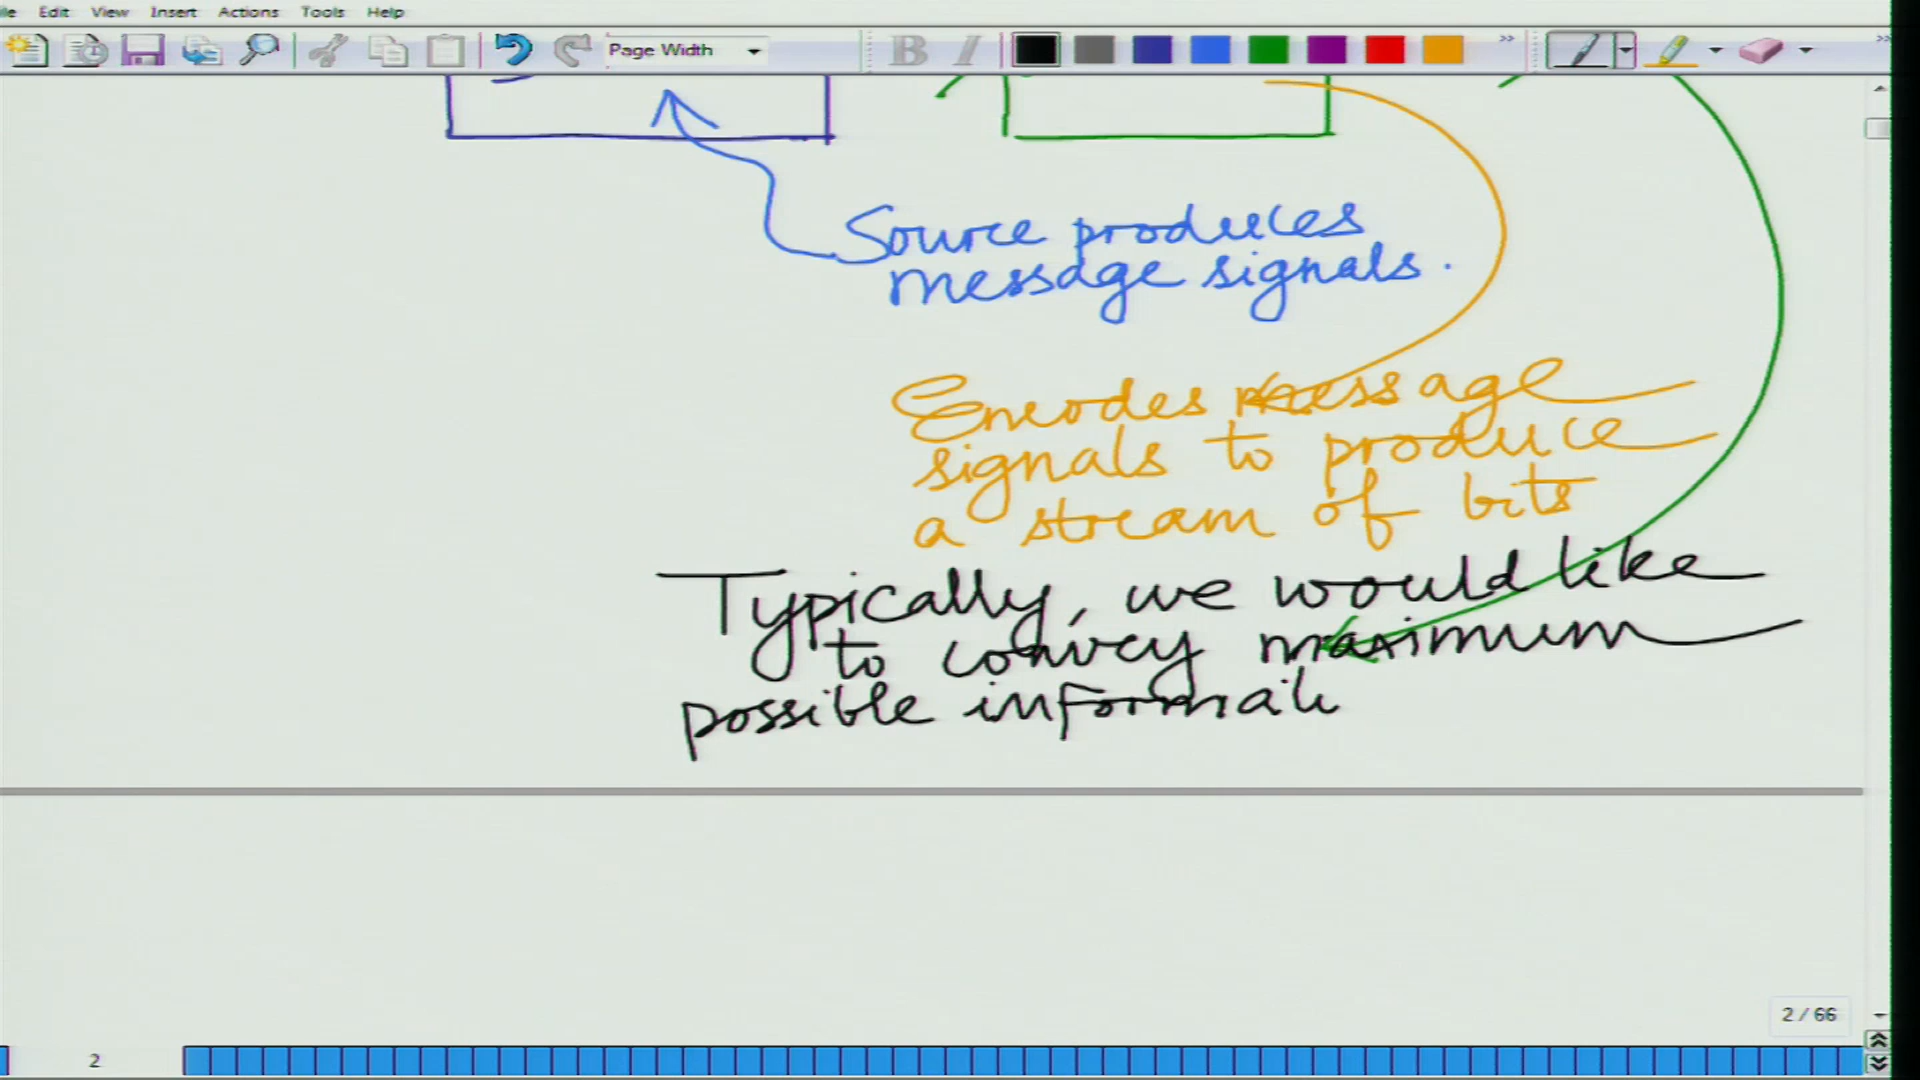 Edit View Insert Actions Tools Help
Page Width
B I
Source produces
message signals.
Encodes message
signals to produce
a stream of bits
Typically, we would like
to convey maximum
possible informati
2 / 66
2